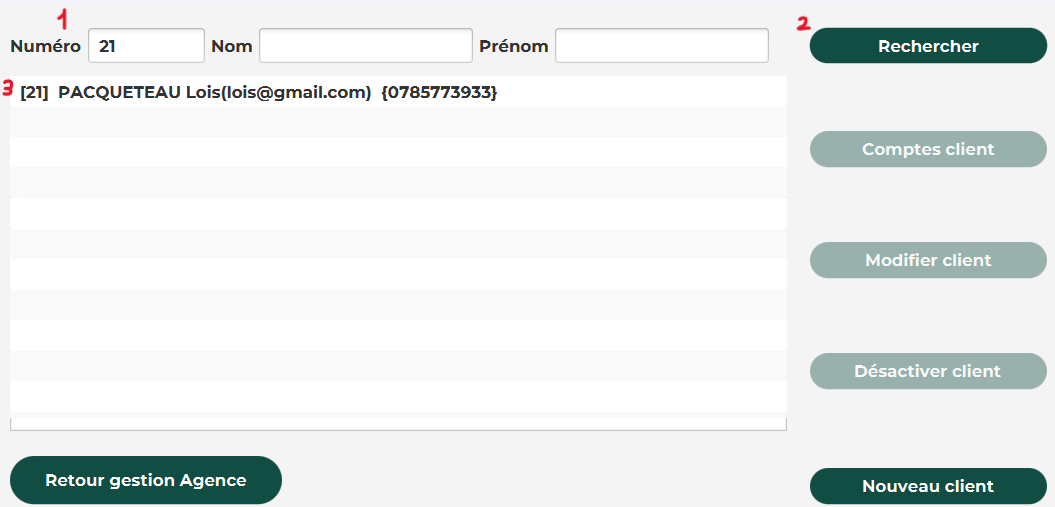 1
2
Numéro 21 Nom Prénom Rechercher
3 [21] PACQUETEAU Lois(lois@gmail.com) {0785773933}
Comptes client
Modifier client
Désactiver client
Retour gestion Agence
Nouveau client